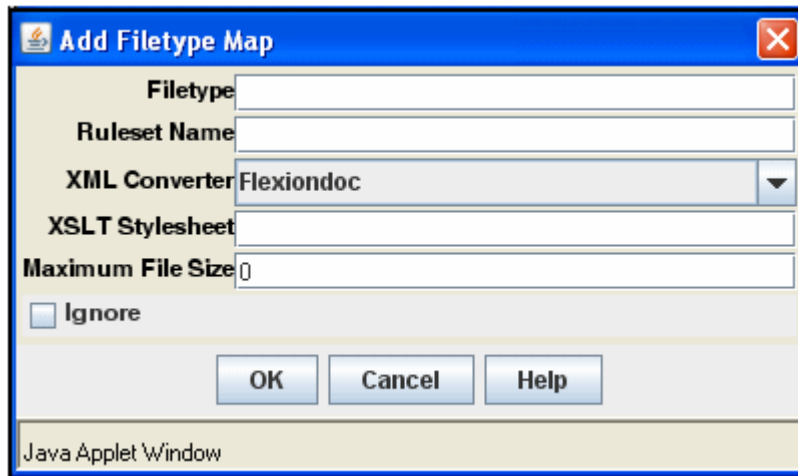 Add Filetype Map
Filetype
Ruleset Name
XML Converter Flexiondoc
XSLT Stylesheet
Maximum File Size 0
Ignore
OK Cancel Help
Java Applet Window